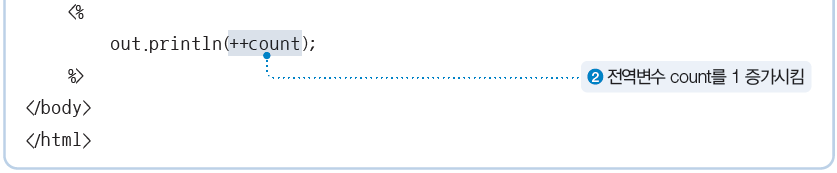 <%
out.println(++count);
%>
❷ 전역변수 count를 1 증가시킴
</body>
</html>